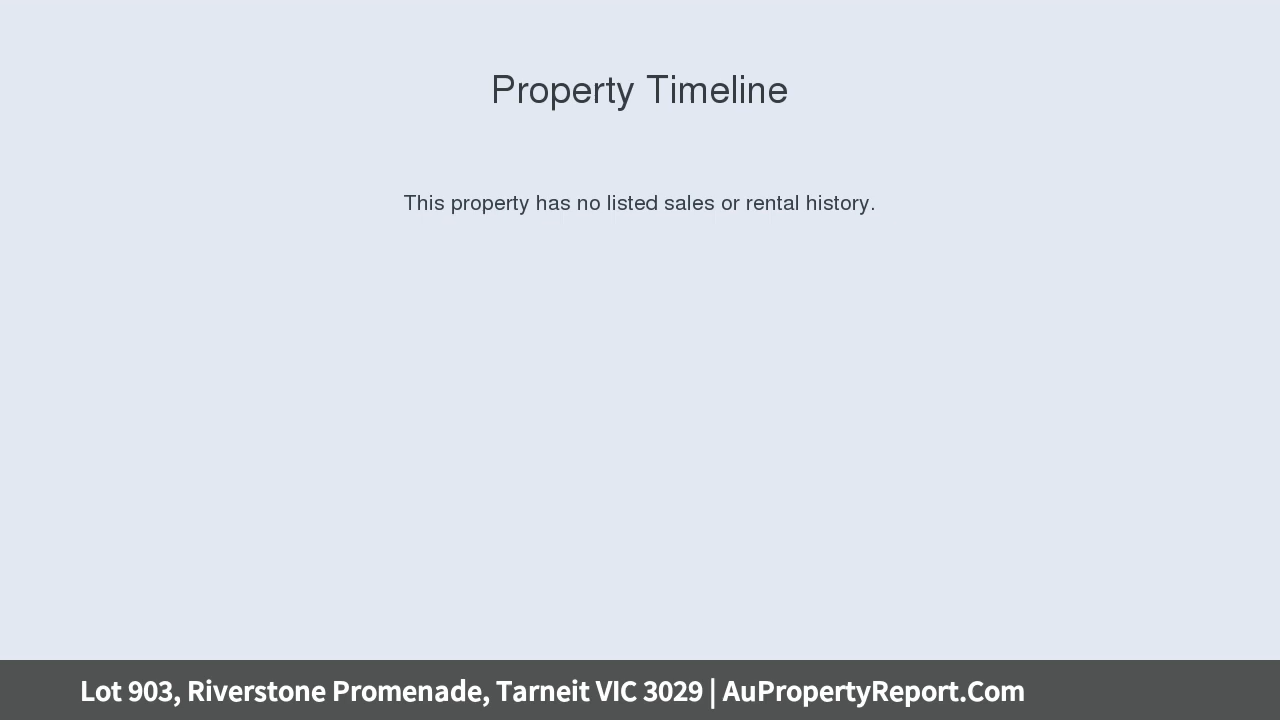 Property Timeline
This property has no listed sales or rental history.
Lot 903, Riverstone Promenade, Tarneit VIC 3029 | AuPropertyReport.Com